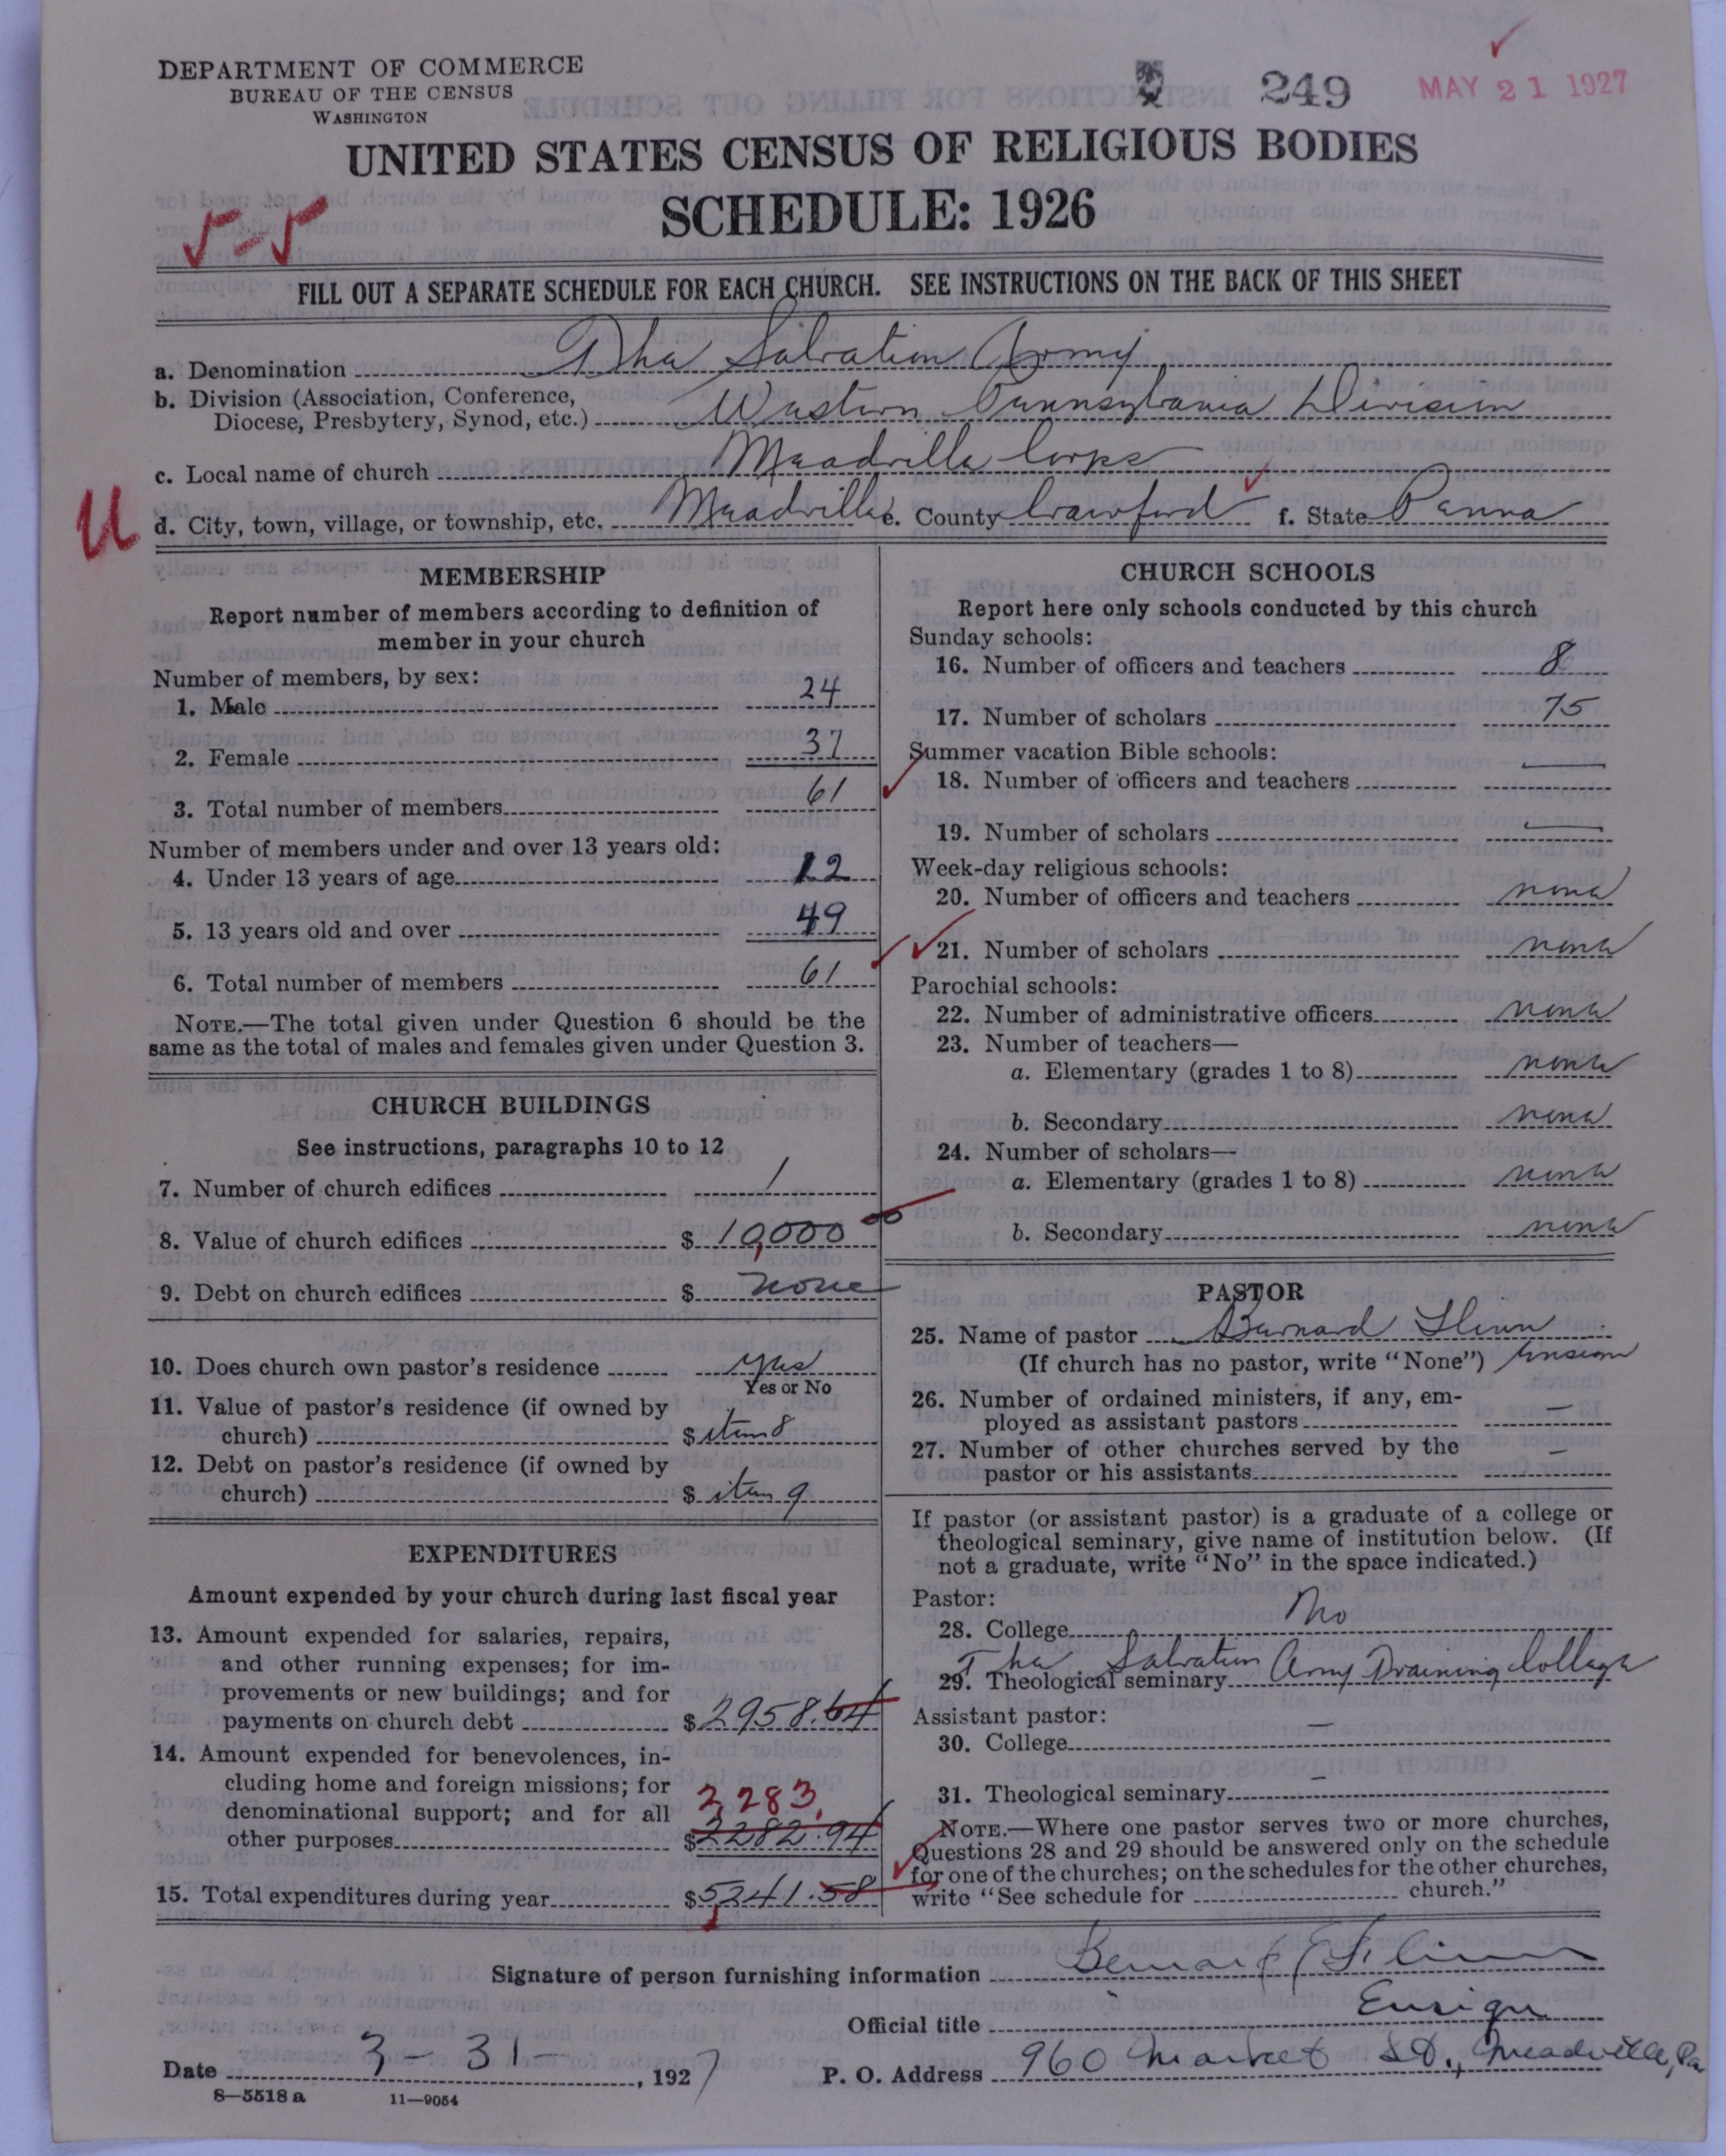 DEPARTMENT OF COMMERCE
BUREAU OF THE CENSUS
WASHINGTON
249
MAY 21 1927
UNITED STATES CENSUS OF RELIGIOUS BODIES
SCHEDULE: 1926
5-5
FILL OUT A SEPARATE SCHEDULE FOR EACH CHURCH. SEE INSTRUCTIONS ON THE BACK OF THIS SHEET
a. Denomination The Salvation Army
b. Division (Association, Conference,
Diocese, Presbytery, Synod, etc.) Western Pennsylvania Division
c. Local name of church Meadville Corps
U
d. City, town, village, or township, etc. Meadville e. County Crawford f. State Penna
MEMBERSHIP
Report number of members according to definition of
member in your church
Number of members, by sex:
1. Male 24
2. Female 37
3. Total number of members 61
Number of members under and over 13 years old:
4. Under 13 years of age 12
5. 13 years old and over 49
6. Total number of members 61
NOTE.—The total given under Question 6 should be the
same as the total of males and females given under Question 3.
CHURCH BUILDINGS
See instructions, paragraphs 10 to 12
7. Number of church edifices 1
8. Value of church edifices $ 10,000 00
9. Debt on church edifices $ none
10. Does church own pastor's residence yes
Yes or No
11. Value of pastor's residence (if owned by
church) $ item 8
12. Debt on pastor's residence (if owned by
church) $ item 9
EXPENDITURES
Amount expended by your church during last fiscal year
13. Amount expended for salaries, repairs,
and other running expenses; for im-
provements or new buildings; and for
payments on church debt $ 2958.64
14. Amount expended for benevolences, in-
cluding home and foreign missions; for
denominational support; and for all
2,283,
other purposes $ 2282.94
15. Total expenditures during year $ 5,241.58
CHURCH SCHOOLS
Report here only schools conducted by this church
Sunday schools:
16. Number of officers and teachers 8
17. Number of scholars 75
Summer vacation Bible schools:
18. Number of officers and teachers —
19. Number of scholars —
Week-day religious schools:
20. Number of officers and teachers none
21. Number of scholars none
Parochial schools:
22. Number of administrative officers none
23. Number of teachers—
a. Elementary (grades 1 to 8) none
b. Secondary none
24. Number of scholars—
a. Elementary (grades 1 to 8) none
b. Secondary none
PASTOR
25. Name of pastor Bernard Flinn
(If church has no pastor, write "None") Ensign
26. Number of ordained ministers, if any, em-
ployed as assistant pastors —
27. Number of other churches served by the
pastor or his assistants —
If pastor (or assistant pastor) is a graduate of a college or
theological seminary, give name of institution below. (If
not a graduate, write "No" in the space indicated.)
Pastor:
28. College No
29. Theological seminary The Salvation Army Training College
Assistant pastor:
30. College —
31. Theological seminary —
NOTE.—Where one pastor serves two or more churches,
Questions 28 and 29 should be answered only on the schedule
for one of the churches; on the schedules for the other churches,
write "See schedule for church."
Signature of person furnishing information Bernard Flinn
Official title Ensign
Date 3-31-, 1927 P. O. Address 960 Market St., Meadville, Pa
8—5518 a 11—9054